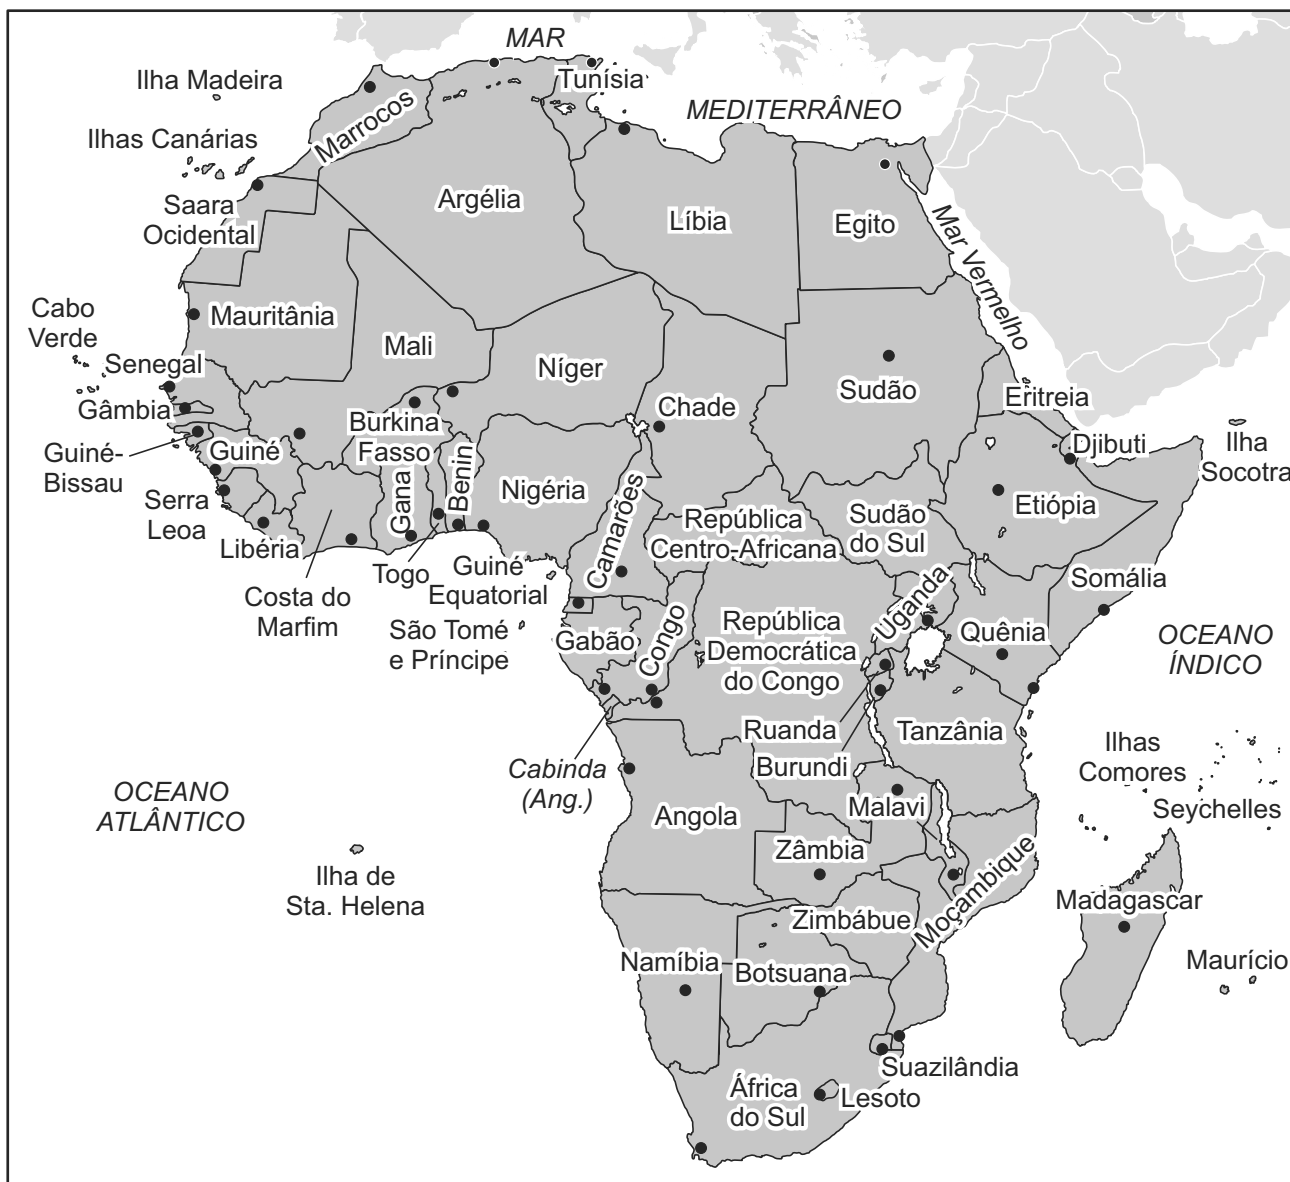 MAR
Ilha Madeira
Tunísia
MEDITERRÂNEO
Marrocos
Ilhas Canárias
Argélia
Líbia
Egito
Saara
Ocidental
Mar Vermelho
Cabo
Verde
Mauritânia
Mali
Níger
Chade
Sudão
Eritreia
Senegal
Gâmbia
Guiné-
Bissau
Guiné
Burkina
Fasso
Djibuti
Ilha
Socotra
Serra
Leoa
Libéria
Gana
Benin
Nigéria
Camarões
República
Centro-Africana
Sudão
do Sul
Etiópia
Costa do
Marfim
Togo
Guiné
Equatorial
São Tomé
e Príncipe
Gabão
Congo
República
Democrática
do Congo
Uganda
Quênia
Somália
OCEANO
ÍNDICO
Ruanda
Burundi
Tanzânia
Cabinda
(Ang.)
Ilhas
Comores
Seychelles
OCEANO
ATLÂNTICO
Angola
Malavi
Zâmbia
Moçambique
Ilha de
Sta. Helena
Zimbábue
Madagascar
Namíbia
Botsuana
Maurício
Suazilândia
África
do Sul
Lesoto